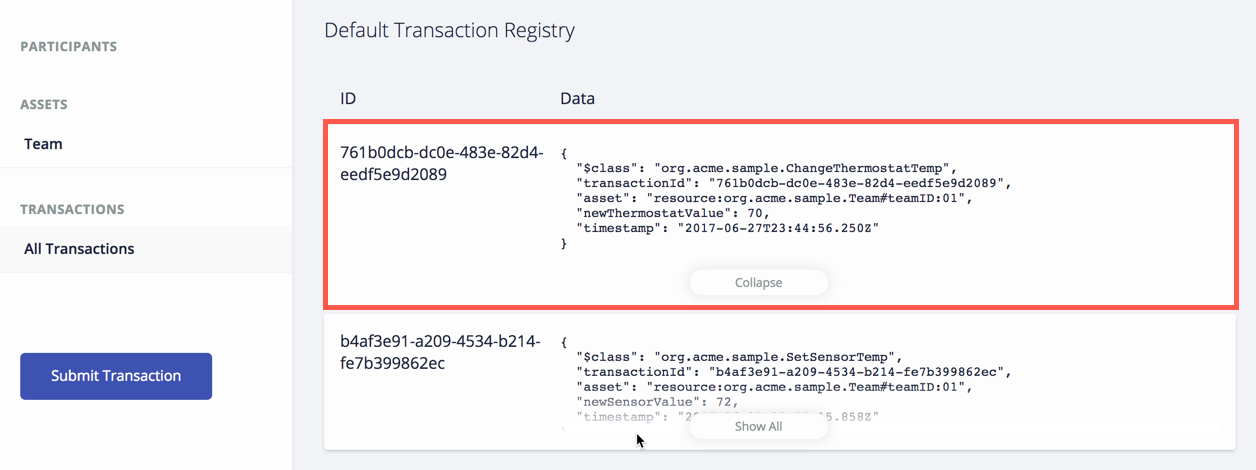 PARTICIPANTS
ASSETS
Team
TRANSACTIONS
All Transactions
Submit Transaction
Default Transaction Registry
ID Data
761b0dcb-dc0e-483e-82d4-
eedf5e9d2089
{
"$class": "org.acme.sample.ChangeThermostatTemp",
"transactionId": "761b0dcb-dc0e-483e-82d4-eedf5e9d2089",
"asset": "resource:org.acme.sample.Team#teamID:01",
"newThermostatValue": 70,
"timestamp": "2017-06-27T23:44:56.250Z"
}
Collapse
b4af3e91-a209-4534-b214-
fe7b399862ec
{
"$class": "org.acme.sample.SetSensorTemp",
"transactionId": "b4af3e91-a209-4534-b214-fe7b399862ec",
"asset": "resource:org.acme.sample.Team#teamID:01",
"newSensorValue": 72,
"timestamp":
Show All